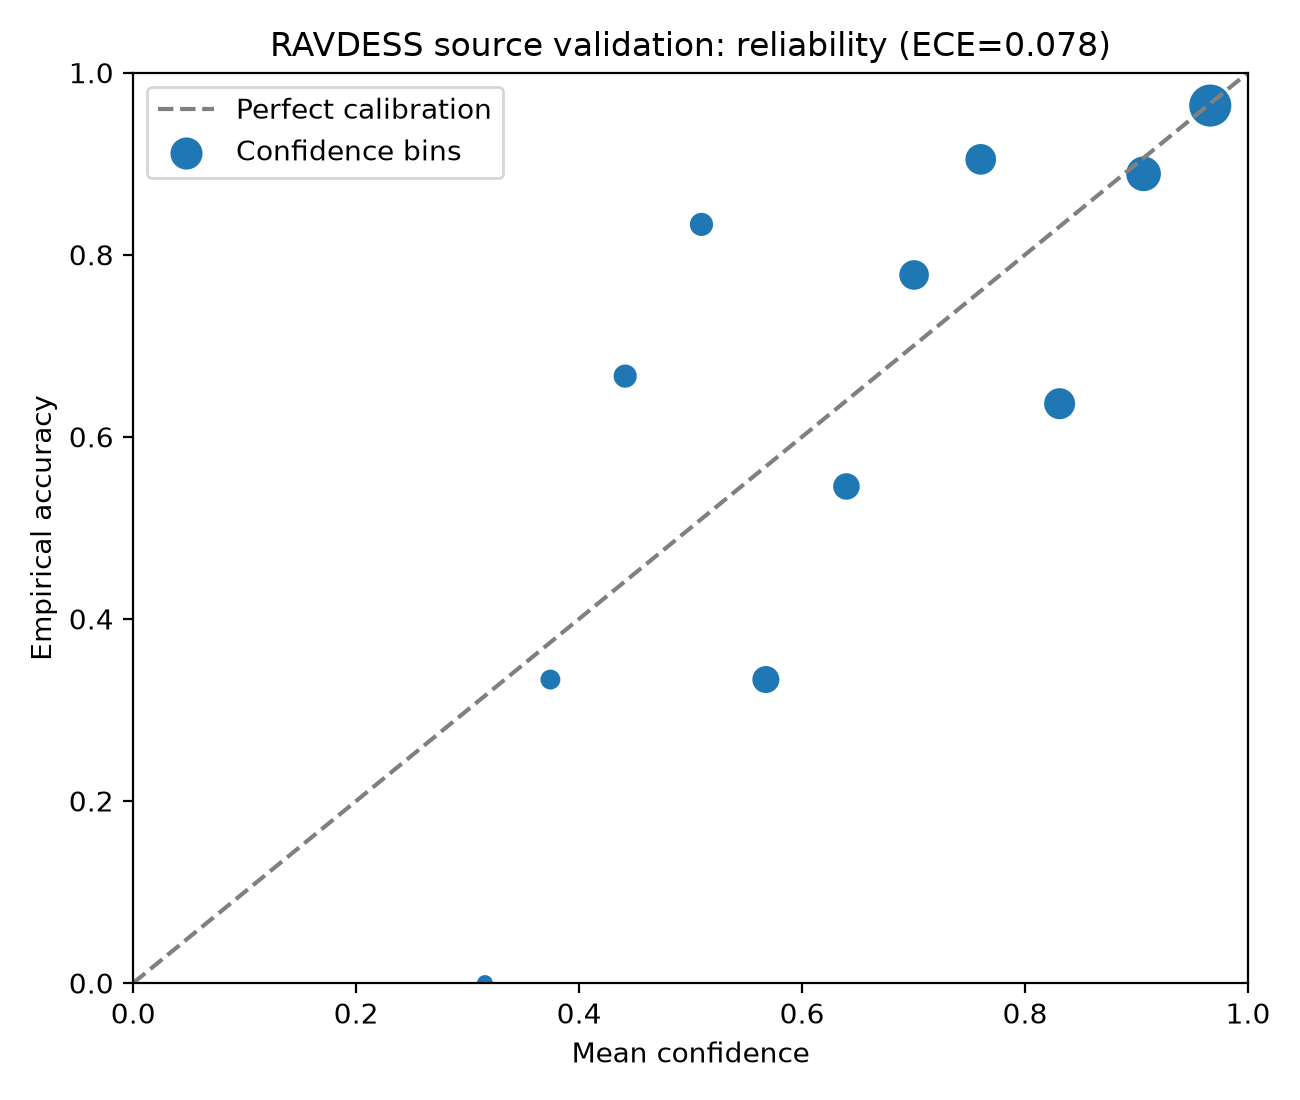 RAVDESS source validation: reliability (ECE=0.078)
Perfect calibration
Confidence bins
1.0
0.8
0.6
0.4
0.2
0.0
Empirical accuracy
0.0 0.2 0.4 0.6 0.8 1.0
Mean confidence